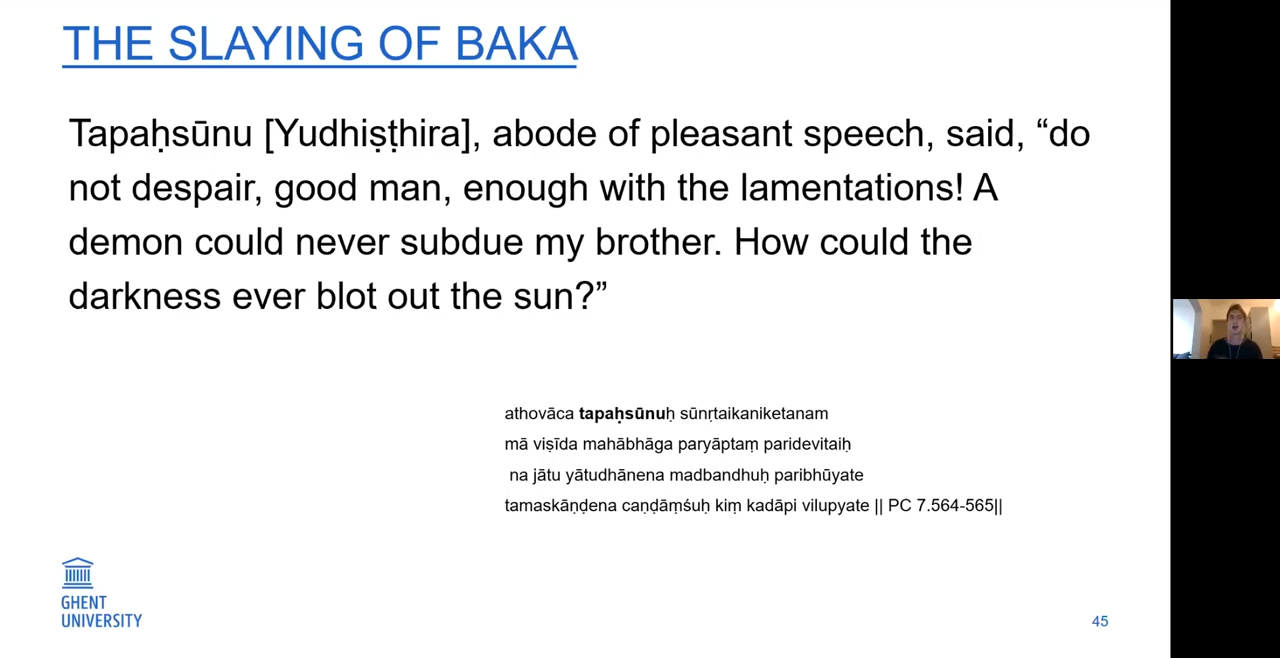 THE SLAYING OF BAKA
Tapaḥsūnu [Yudhiṣṭhira], abode of pleasant speech, said, “do
not despair, good man, enough with the lamentations! A
demon could never subdue my brother. How could the
darkness ever blot out the sun?”
athovāca tapaḥsūnuḥ sūnṛtaikaniketanam
mā viṣīda mahābhāga paryāptaṃ paridevitaiḥ
na jātu yātudhānena madbandhuḥ paribhūyate
tamaskāṇḍena caṇḍāṃśuḥ kiṃ kadāpi vilupyate || PC 7.564-565||
GHENT
UNIVERSITY
45